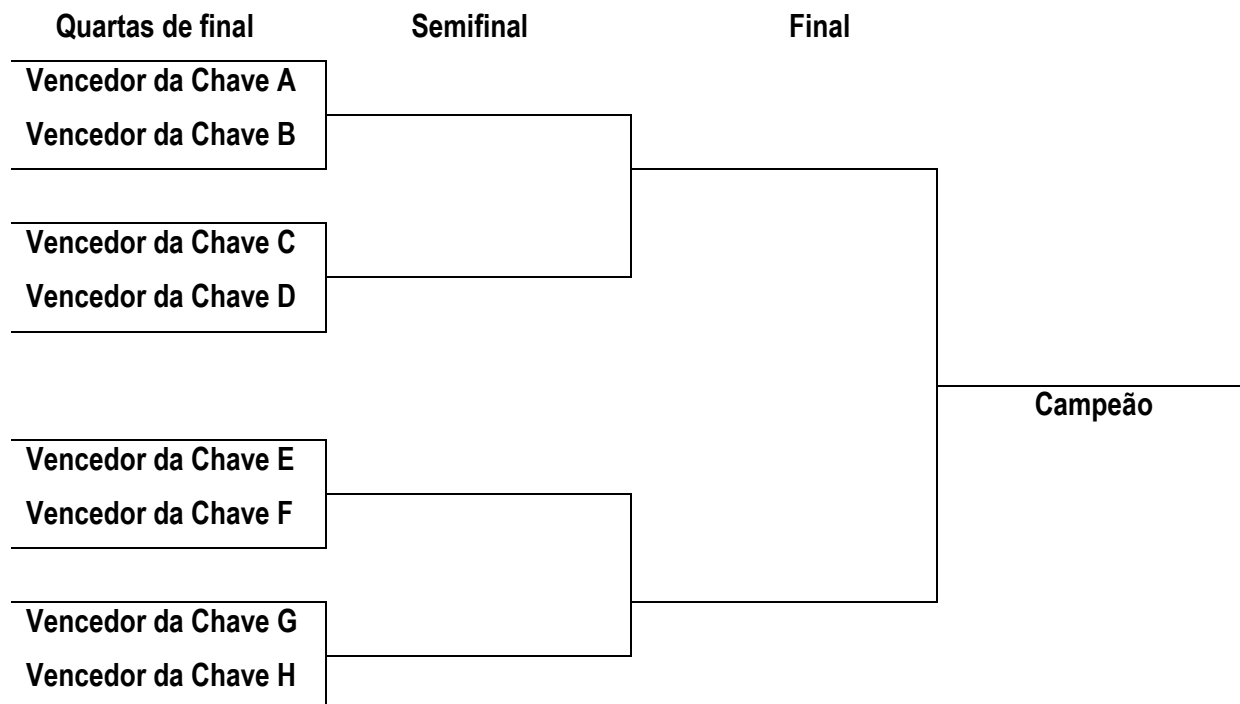 Quartas de final Semifinal Final
Vencedor da Chave A
Vencedor da Chave B
Vencedor da Chave C
Vencedor da Chave D
Campeão
Vencedor da Chave E
Vencedor da Chave F
Vencedor da Chave G
Vencedor da Chave H